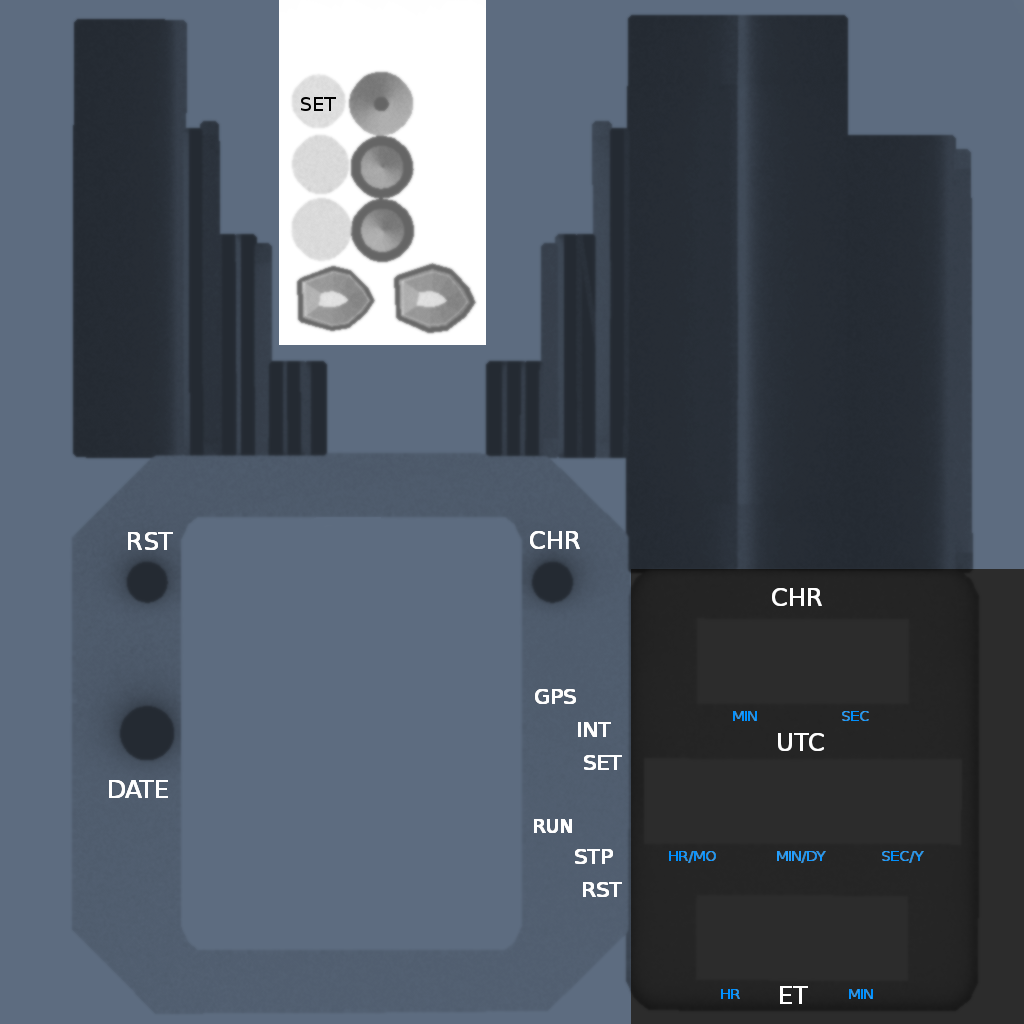 SET
RST
CHR
DATE
GPS
INT
SET
RUN
STP
RST
CHR
MIN SEC
UTC
HR/MO MIN/DY SEC/Y
HR ET MIN